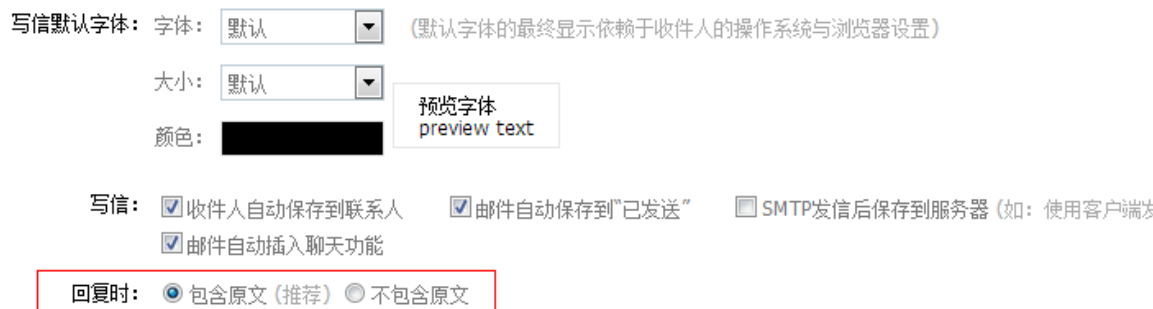 写信默认字体： 字体： 默认 (默认字体的最终显示依赖于收件人的操作系统与浏览器设置)
大小： 默认
预览字体
preview text
颜色：
写信： 收件人自动保存到联系人 邮件自动保存到“已发送” SMTP发信后保存到服务器 (如：使用客户端发
邮件自动插入聊天功能
回复时： 包含原文 (推荐) 不包含原文